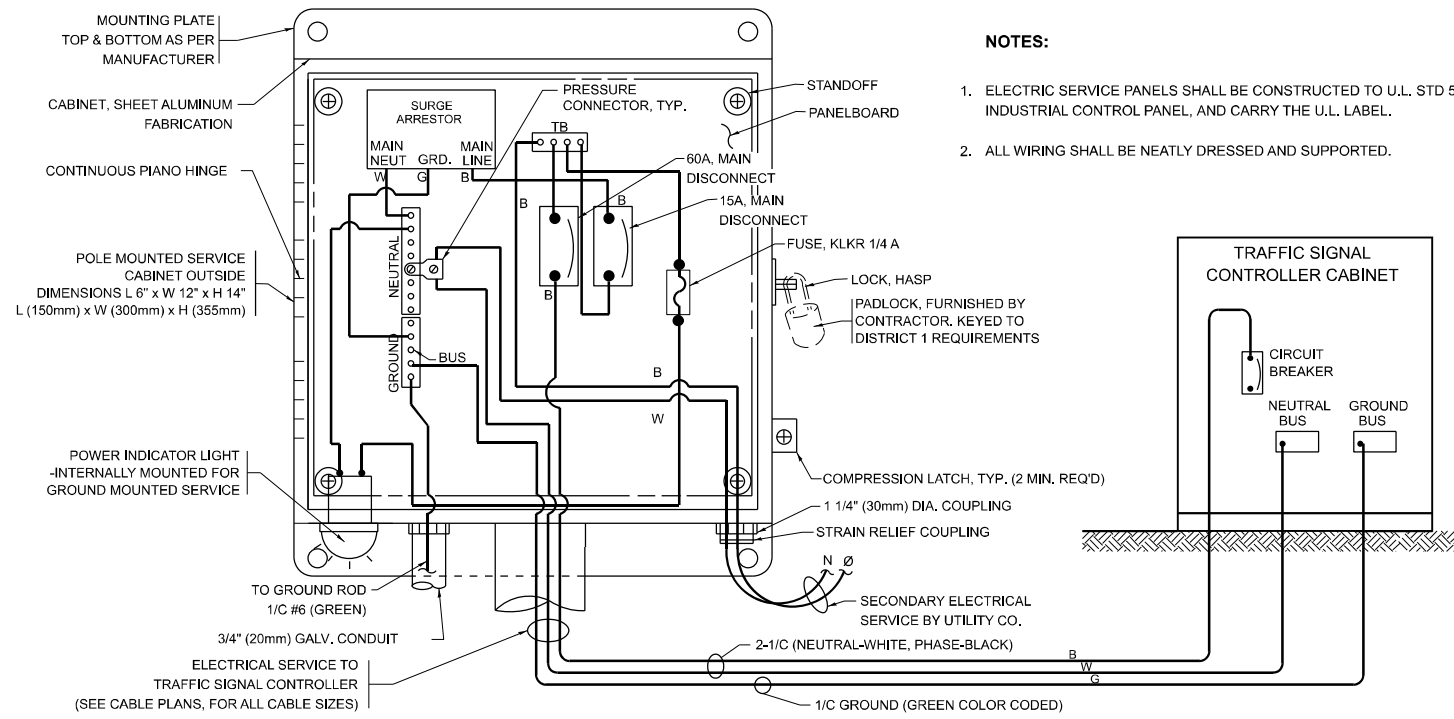 MOUNTING PLATE
TOP & BOTTOM AS PER
MANUFACTURER
CABINET, SHEET ALUMINUM
FABRICATION
CONTINUOUS PIANO HINGE
POLE MOUNTED SERVICE
CABINET OUTSIDE
DIMENSIONS L 6" x W 12" x H 14"
L (150mm) x W (300mm) x H (355mm)
POWER INDICATOR LIGHT
-INTERNALLY MOUNTED FOR
GROUND MOUNTED SERVICE
TO GROUND ROD
1/C #6 (GREEN)
3/4" (20mm) GALV. CONDUIT
ELECTRICAL SERVICE TO
TRAFFIC SIGNAL CONTROLLER
(SEE CABLE PLANS, FOR ALL CABLE SIZES)
SURGE
ARRESTOR
MAIN
NEUT
GRD.
MAIN
LINE
W
G
B
PRESSURE
CONNECTOR, TYP.
TB
NEUTRAL
GROUND
BUS
B
B
B
B
W
STANDOFF
PANELBOARD
60A, MAIN
DISCONNECT
15A, MAIN
DISCONNECT
FUSE, KLKR 1/4 A
LOCK, HASP
PADLOCK, FURNISHED BY
CONTRACTOR. KEYED TO
DISTRICT 1 REQUIREMENTS
COMPRESSION LATCH, TYP. (2 MIN. REQ'D)
1 1/4" (30mm) DIA. COUPLING
STRAIN RELIEF COUPLING
N Ø
SECONDARY ELECTRICAL
SERVICE BY UTILITY CO.
2-1/C (NEUTRAL-WHITE, PHASE-BLACK)
B
W
G
1/C GROUND (GREEN COLOR CODED)
NOTES:
1. ELECTRIC SERVICE PANELS SHALL BE CONSTRUCTED TO U.L. STD 5
INDUSTRIAL CONTROL PANEL, AND CARRY THE U.L. LABEL.
2. ALL WIRING SHALL BE NEATLY DRESSED AND SUPPORTED.
TRAFFIC SIGNAL
CONTROLLER CABINET
CIRCUIT
BREAKER
NEUTRAL
BUS
GROUND
BUS